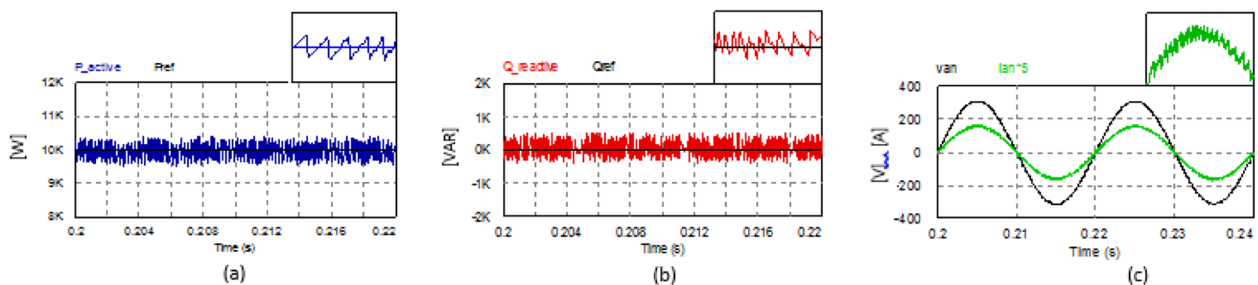 P_active Pref
12K
11K
10K
9K
8K
[W]
0.2 0.204 0.208 0.212 0.216 0.22
Time (s)
(a)
Q_reactive Qref
2K
1K
0K
-1K
-2K
[VAR]
0.2 0.204 0.208 0.212 0.216 0.22
Time (s)
(b)
van Ian*5
400
200
0
-200
-400
[A]
[V]
0.2 0.21 0.22 0.23 0.24
Time (s)
(c)